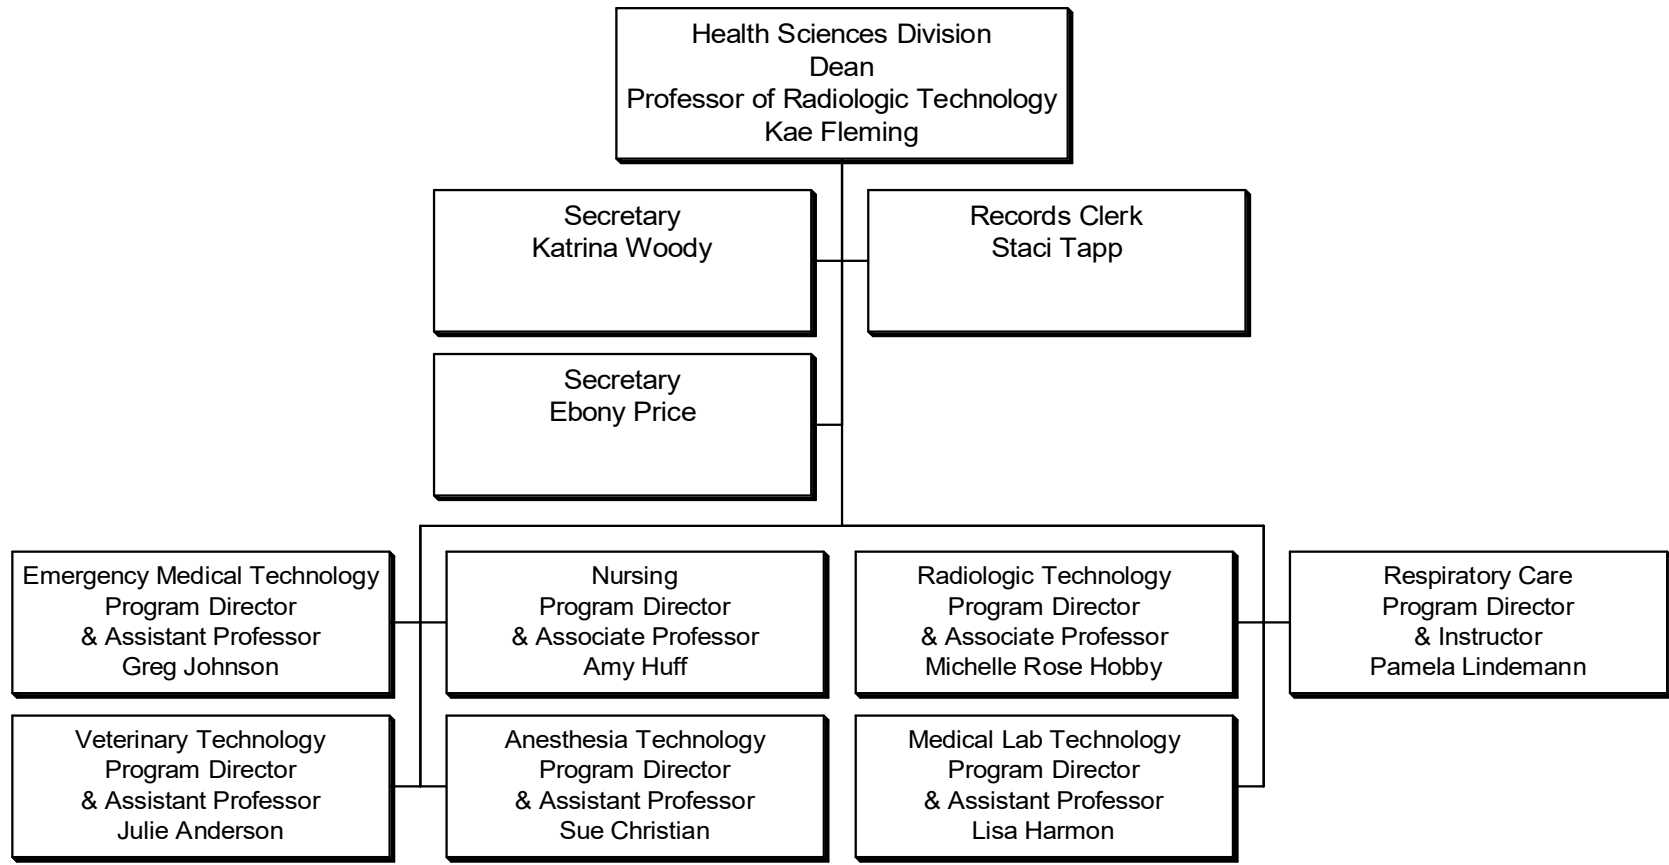 Health Sciences Division
Dean
Professor of Radiologic Technology
Kae Fleming
Secretary
Katrina Woody
Records Clerk
Staci Tapp
Secretary
Ebony Price
Emergency Medical Technology
Program Director
& Assistant Professor
Greg Johnson
Nursing
Program Director
& Associate Professor
Amy Huff
Radiologic Technology
Program Director
& Associate Professor
Michelle Rose Hobby
Respiratory Care
Program Director
& Instructor
Pamela Lindemann
Veterinary Technology
Program Director
& Assistant Professor
Julie Anderson
Anesthesia Technology
Program Director
& Assistant Professor
Sue Christian
Medical Lab Technology
Program Director
& Assistant Professor
Lisa Harmon